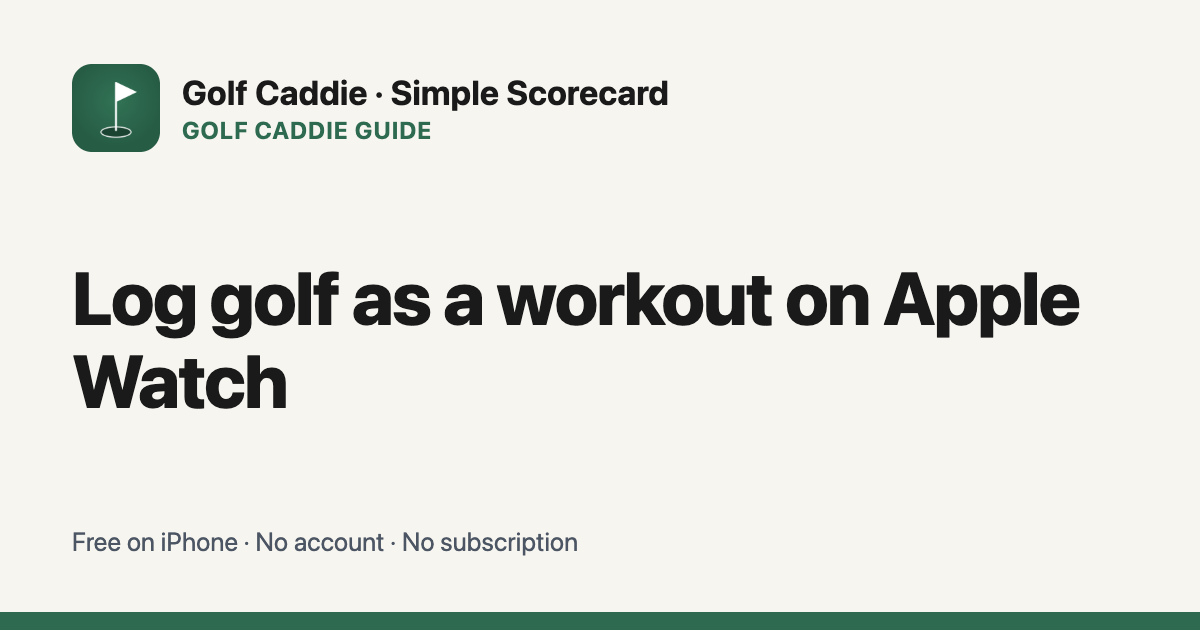 Golf Caddie · Simple Scorecard
GOLF CADDIE GUIDE
Log golf as a workout on Apple
Watch
Free on iPhone · No account · No subscription